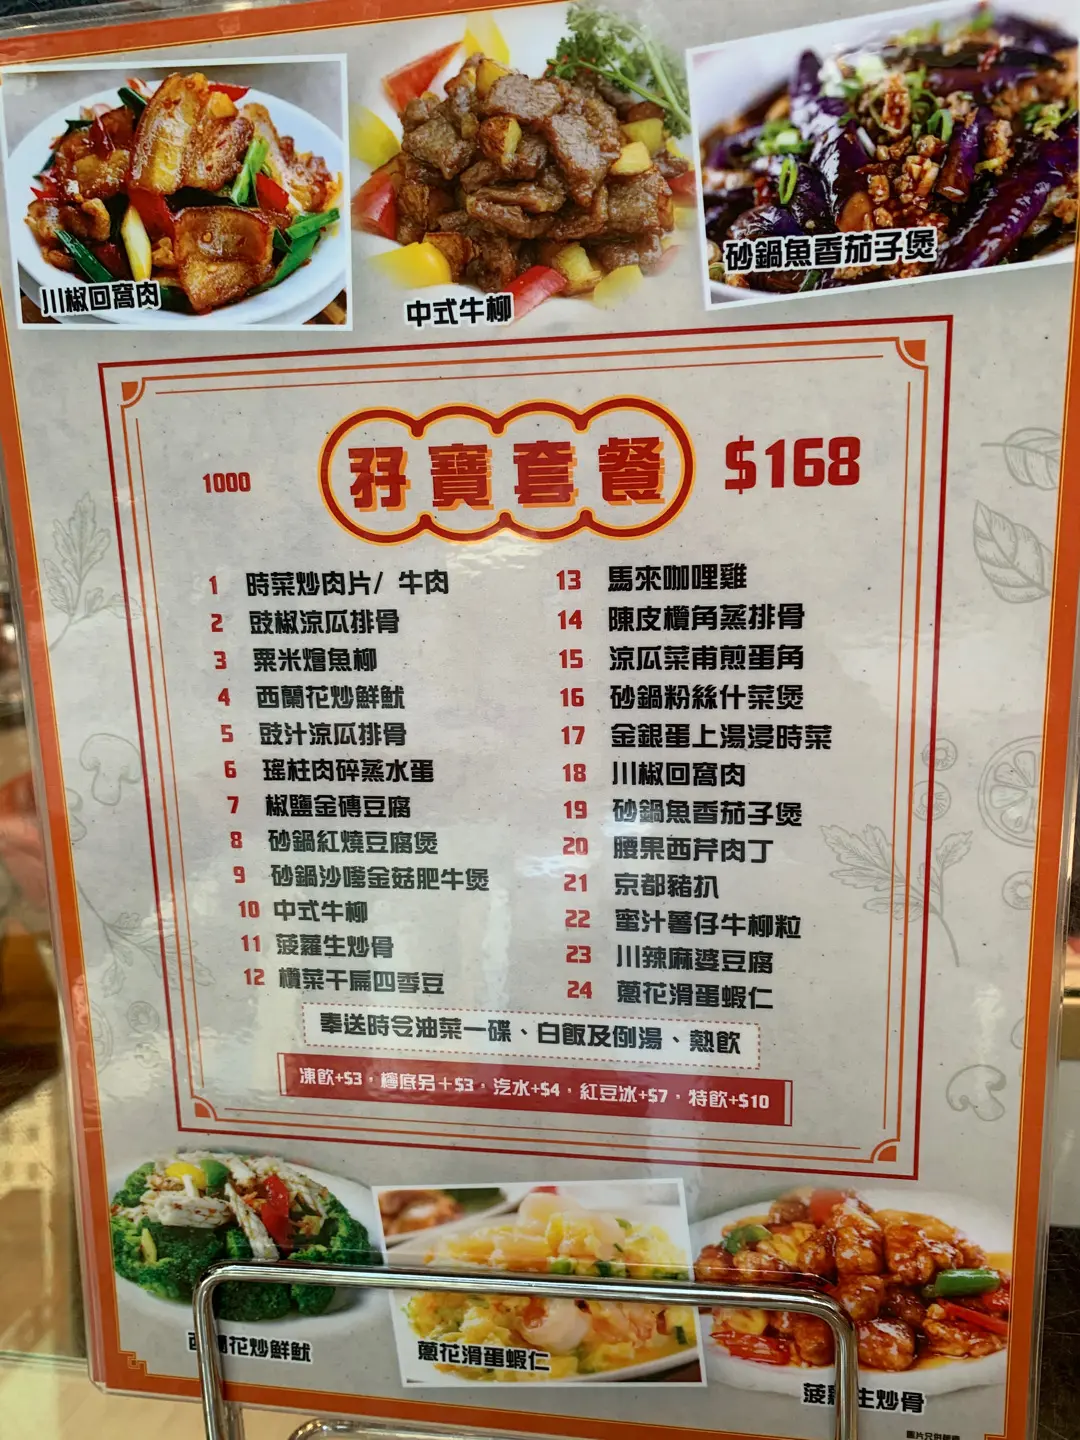 川椒回窩肉
中式牛柳
砂鍋魚香茄子煲
1000
孖寶套餐
$168
1 時菜炒肉片/ 牛肉
2 豉椒涼瓜排骨
3 粟米燴魚柳
4 西蘭花炒鮮魷
5 豉汁涼瓜排骨
6 瑤柱肉碎蒸水蛋
7 椒鹽金磚豆腐
8 砂鍋紅燒豆腐煲
9 砂鍋沙嗲金菇肥牛煲
10 中式牛柳
11 菠蘿生炒骨
12 欖菜干扁四季豆
13 馬來咖哩雞
14 陳皮欖角蒸排骨
15 涼瓜菜甫煎蛋角
16 砂鍋粉絲什菜煲
17 金銀蛋上湯浸時菜
18 川椒回窩肉
19 砂鍋魚香茄子煲
20 腰果西芹肉丁
21 京都豬扒
22 蜜汁薯仔牛柳粒
23 川辣麻婆豆腐
24 蔥花滑蛋蝦仁
奉送時令油菜一碟、白飯及例湯、熱飲
凍飲+$3，檸底另+$3，汽水+$4，紅豆冰+$7，特飲+$10
西蘭花炒鮮魷
蔥花滑蛋蝦仁
菠蘿生炒骨